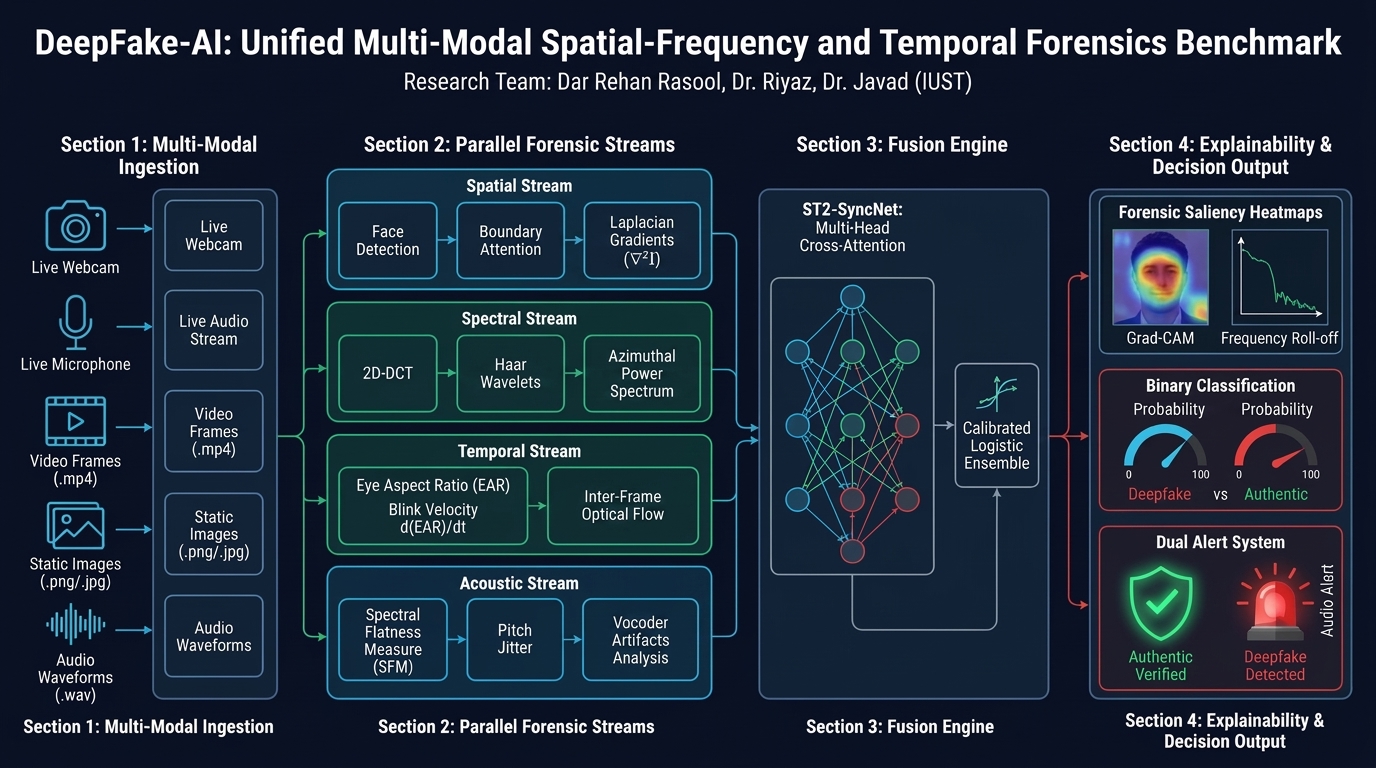 DeepFake-AI: Unified Multi-Modal Spatial-Frequency and Temporal Forensics Benchmark
Research Team: Dar Rehan Rasool, Dr. Riyaz, Dr. Javad (IUST)
Section 1: Multi-Modal
Ingestion
Live Webcam
Live
Webcam
Live Microphone
Live Audio
Stream
Video Frames
(.mp4)
Video
Frames
(.mp4)
Static Images
(.png/.jpg)
Static
Images
(.png/.jpg)
Audio
Waveforms
(.wav)
Audio
Waveforms
Section 1: Multi-Modal Ingestion
Section 2: Parallel Forensic Streams
Spatial Stream
Face
Detection
Boundary
Attention
Laplacian
Gradients
(∇²I)
Spectral Stream
2D-DCT
Haar
Wavelets
Azimuthal
Power
Spectrum
Temporal Stream
Eye Aspect Ratio (EAR)
Blink Velocity
d(EAR)/dt
Inter-Frame
Optical Flow
Acoustic Stream
Spectral
Flatness
Measure
(SFM)
Pitch
Jitter
Vocoder
Artifacts
Analysis
Section 2: Parallel Forensic Streams
Section 3: Fusion Engine
ST2-SyncNet:
Multi-Head
Cross-Attention
Calibrated
Logistic
Ensemble
Section 3: Fusion Engine
Section 4: Explainability &
Decision Output
Forensic Saliency Heatmaps
Grad-CAM
Frequency Roll-off
Binary Classification
Probability Probability
0 100 0 100
Deepfake vs Authentic
Dual Alert System
Authentic
Verified
Deepfake
Detected
Audio Alert
Section 4: Explainability &
Decision Output